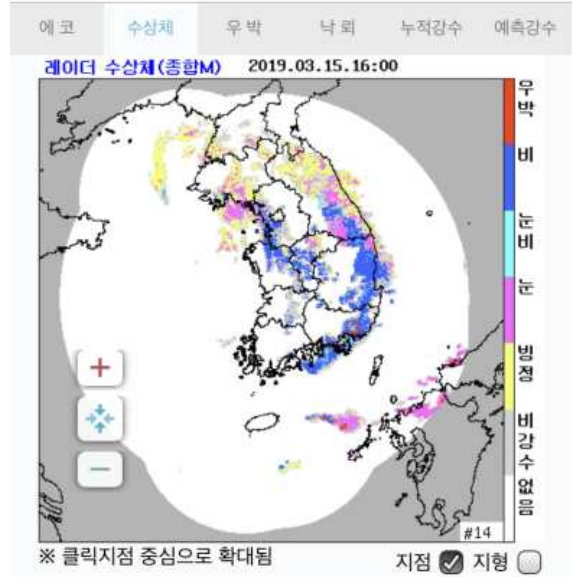 에코 수상체 우박 낙뢰 누적강수 예측강수
레이더 수상체(종합M) 2019.03.15.16:00
우박
비
눈비
눈
빙정
비강수
없음
+
−
#14
※ 클릭지점 중심으로 확대됨 지점 지형